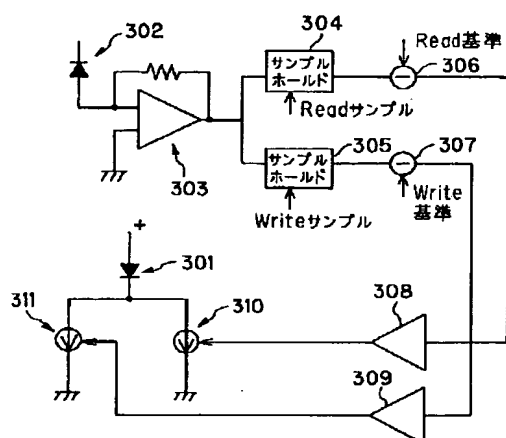 302
304
サンプル
ホールド
Read基準
306
Readサンプル
303
305
サンプル
ホールド
307
Writeサンプル
Write
基準
+
301
311
310
308
309